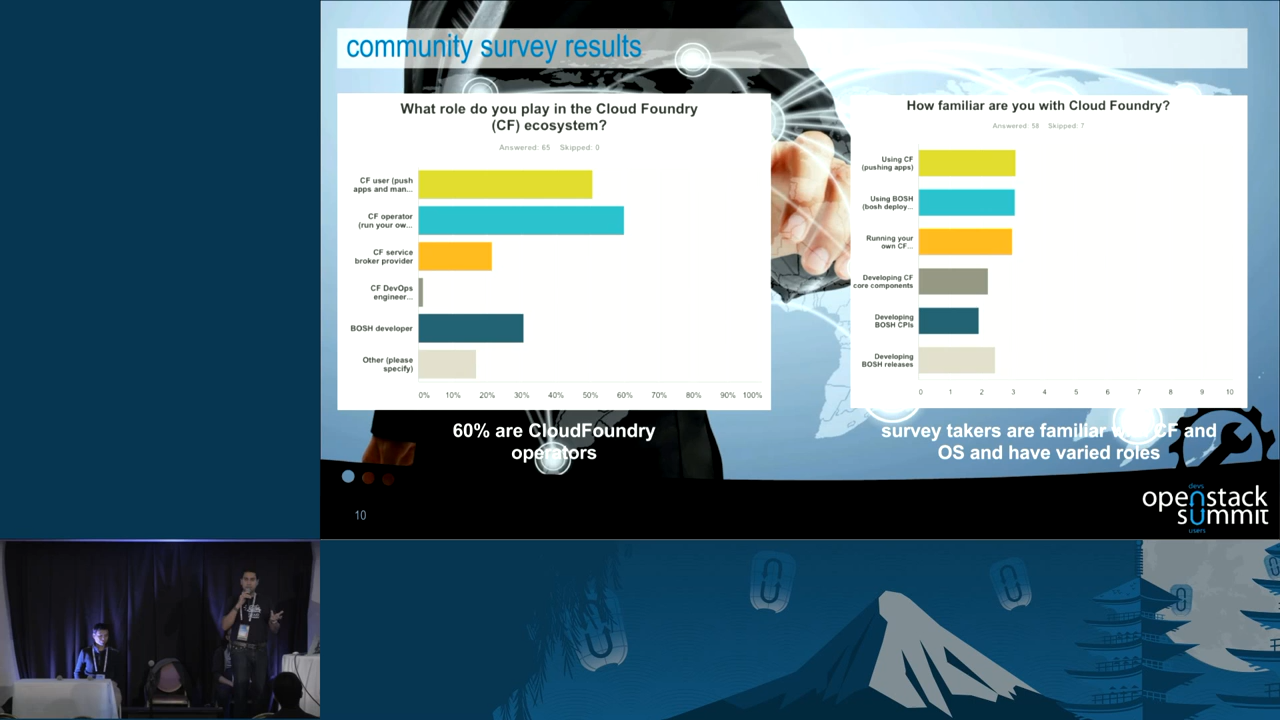 community survey results
What role do you play in the Cloud Foundry
(CF) ecosystem?
Answered: 65 Skipped: 0
CF user (push
apps and man...
CF operator
(run your ow...
CF service
broker provider
CF DevOps
engineer...
BOSH developer
Other (please
specify)
0% 10% 20% 30% 40% 50% 60% 70% 80% 90% 100%
60% are CloudFoundry
operators
How familiar are you with Cloud Foundry?
Answered: 58 Skipped: 7
Using CF
(pushing apps)
Using BOSH
(bosh deploy...
Running your
own CF...
Developing CF
core components
Developing
BOSH CPIs
Developing
BOSH releases
0 1 2 3 4 5 6 7 8 9 10
survey takers are familiar with CF and
OS and have varied roles
10
devs
openstack
summit
users